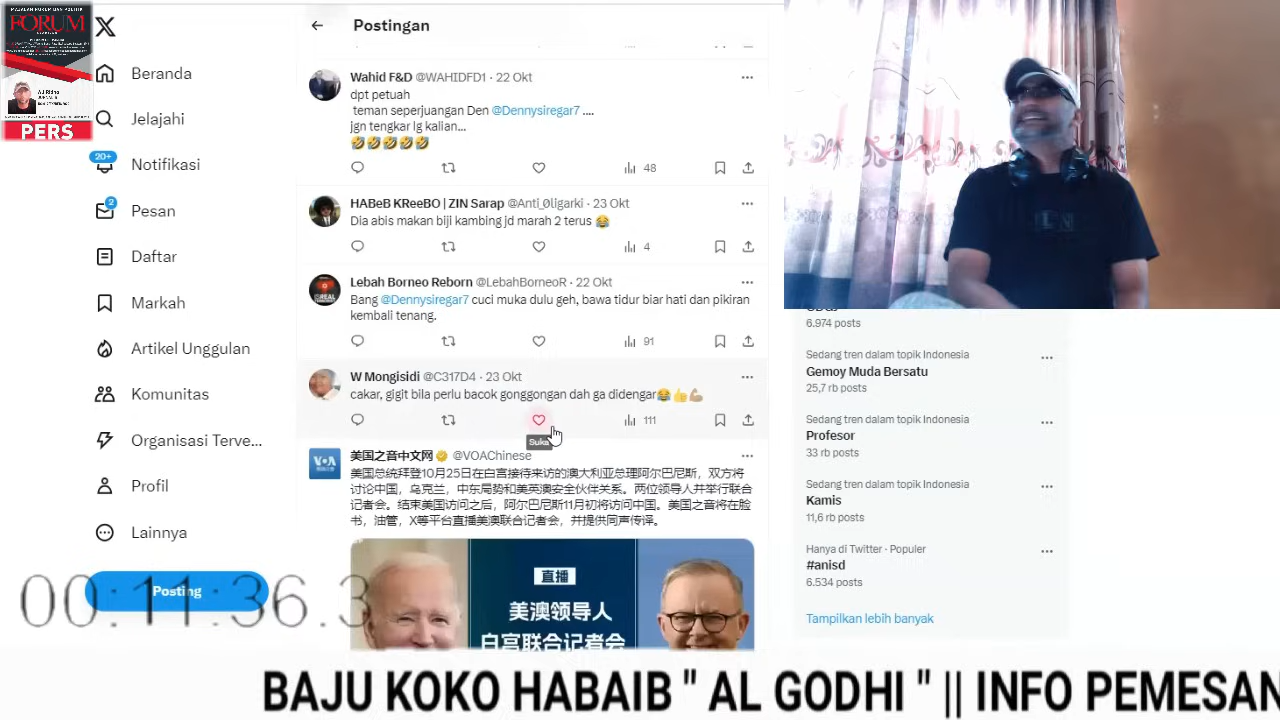 FORUM
PERS
X
Beranda
Jelajahi
20+
Notifikasi
2
Pesan
Daftar
Markah
Artikel Unggulan
Komunitas
Organisasi Terve...
Profil
Lainnya
Posting
00:11:36.3
Postingan
Wahid F&D @WAHIDFD1 · 22 Okt
dpt petuah
teman seperjuangan Den @Dennysiregar7 ....
jgn tengkar lg kalian...
🤣🤣🤣🤣🤣
48
HABeB KReeBO | ZIN Sarap @Anti_0ligarki · 23 Okt
Dia abis makan biji kambing jd marah 2 terus 😂
4
Lebah Borneo Reborn @LebahBorneoR · 22 Okt
Bang @Dennysiregar7 cuci muka dulu geh, bawa tidur biar hati dan pikiran
kembali tenang.
91
W Mongisidi @C317D4 · 23 Okt
cakar, gigit bila perlu bacok gonggongan dah ga didengar😂👍💪🏽
111
Suka
美国之音中文网 @VOAChinese
美国总统拜登10月25日在白宫接待来访的澳大利亚总理阿尔巴尼斯，双方将
讨论中国，乌克兰，中东局势和美英澳安全伙伴关系。两位领导人并举行联合
记者会。结束美国访问之后，阿尔巴尼斯11月初将访问中国。美国之音将在脸
书，油管，X等平台直播美澳联合记者会，并提供同声传译。
VOA
直播
美澳领导人
白宫联合记者会
6.974 posts
Sedang tren dalam topik Indonesia
Gemoy Muda Bersatu
25,7 rb posts
Sedang tren dalam topik Indonesia
Profesor
33 rb posts
Sedang tren dalam topik Indonesia
Kamis
11,6 rb posts
Hanya di Twitter · Populer
#anisd
6.534 posts
Tampilkan lebih banyak
BAJU KOKO HABAIB " AL GODHI " || INFO PEMESAN